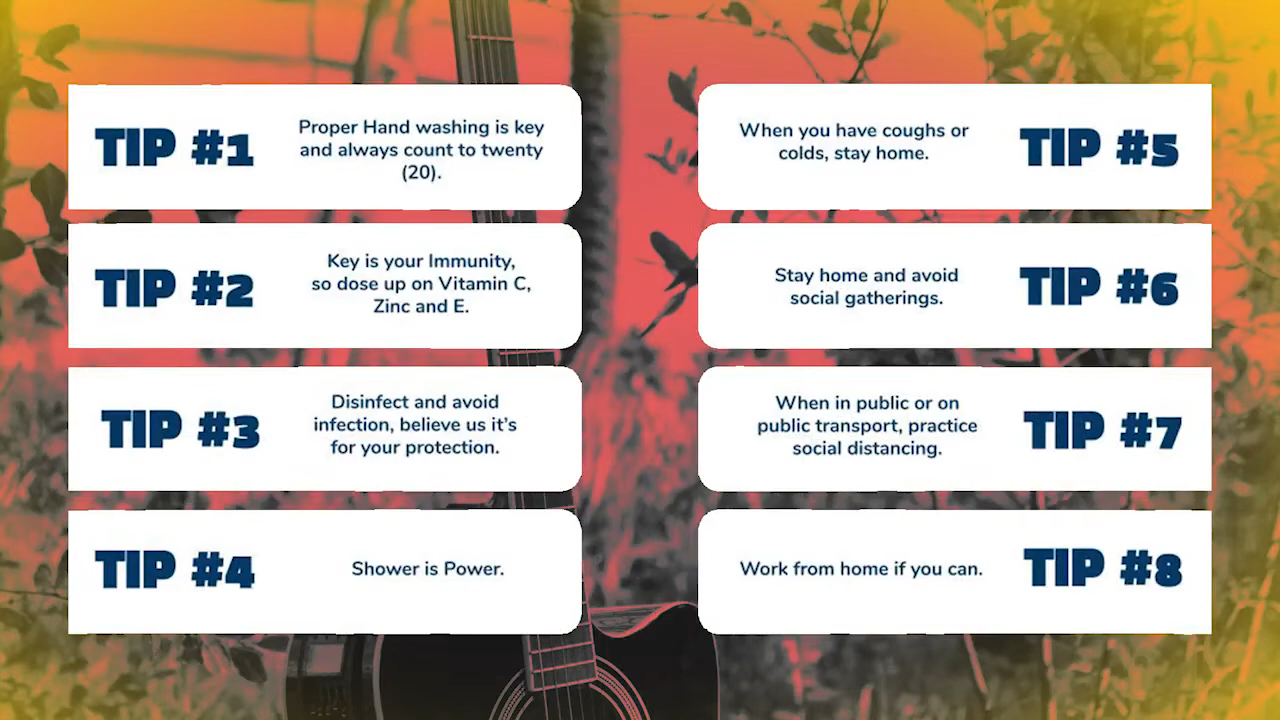 TIP #1
Proper Hand washing is key
and always count to twenty
(20).
TIP #2
Key is your Immunity,
so dose up on Vitamin C,
Zinc and E.
TIP #3
Disinfect and avoid
infection, believe us it's
for your protection.
TIP #4
Shower is Power.
When you have coughs or
colds, stay home.
TIP #5
Stay home and avoid
social gatherings.
TIP #6
When in public or on
public transport, practice
social distancing.
TIP #7
Work from home if you can.
TIP #8